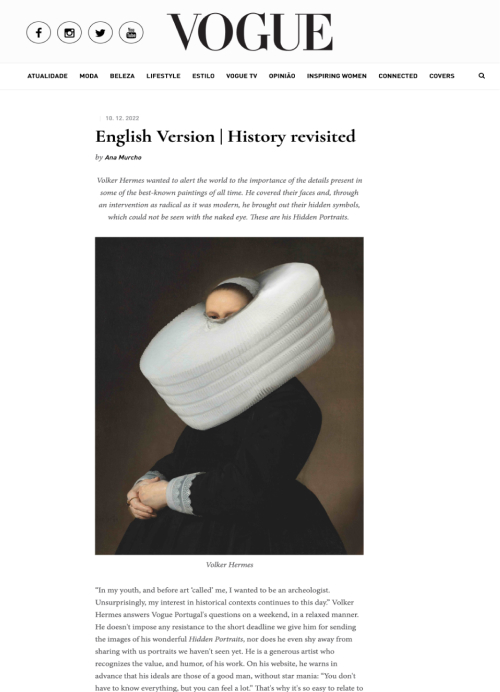 VOGUE
ATUALIDADE MODA BELEZA LIFESTYLE ESTILO VOGUE TV OPINIÃO INSPIRING WOMEN CONNECTED COVERS
10. 12. 2022
English Version | History revisited
by Ana Murcho
Volker Hermes wanted to alert the world to the importance of the details present in
some of the best-known paintings of all time. He covered their faces and, through
an intervention as radical as it was modern, he brought out their hidden symbols,
which could not be seen with the naked eye. These are his Hidden Portraits.
Volker Hermes
"In my youth, and before art 'called' me, I wanted to be an archeologist.
Unsurprisingly, my interest in historical contexts continues to this day." Volker
Hermes answers Vogue Portugal's questions on a weekend, in a relaxed manner.
He doesn't impose any resistance to the short deadline we give him for sending
the images of his wonderful Hidden Portraits, nor does he even shy away from
sharing with us portraits we haven't seen yet. He is a generous artist who
recognizes the value, and humor, of his work. On his website, he warns in
advance that his ideals are those of a good man, without star mania: "You don't
have to know everything, but you can feel a lot." That's why it's so easy to relate to